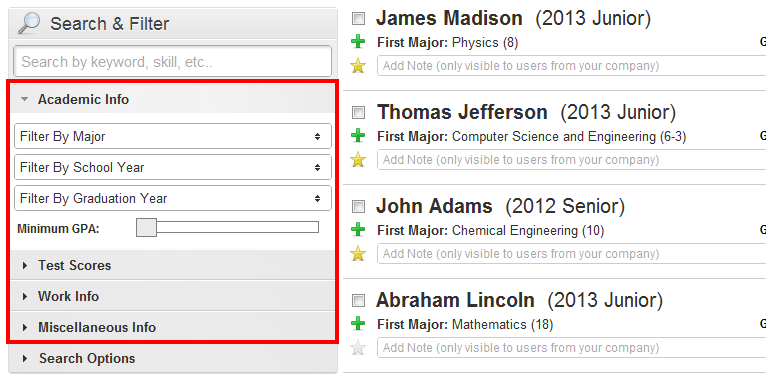 Search & Filter
Search by keyword, skill, etc..
Academic Info
Filter By Major
Filter By School Year
Filter By Graduation Year
Minimum GPA:
Test Scores
Work Info
Miscellaneous Info
Search Options
James Madison (2013 Junior)
First Major: Physics (8)
G
Add Note (only visible to users from your company)
Thomas Jefferson (2013 Junior)
First Major: Computer Science and Engineering (6-3)
G
Add Note (only visible to users from your company)
John Adams (2012 Senior)
First Major: Chemical Engineering (10)
G
Add Note (only visible to users from your company)
Abraham Lincoln (2013 Junior)
First Major: Mathematics (18)
G
Add Note (only visible to users from your company)